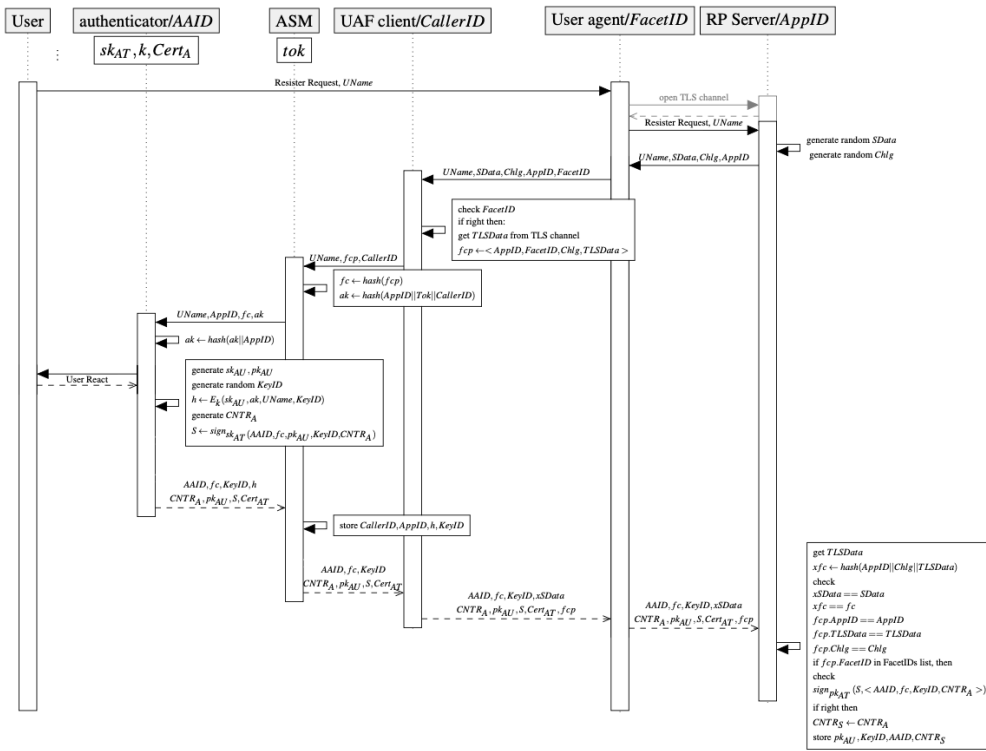 User
authenticator/AAID
ASM
UAF client/CallerID
User agent/FacetID
RP Server/AppID
⋮
sk_AT, k, Cert_A
tok
Resister Request, UName
open TLS channel
Resister Request, UName
generate random SData
generate random Chlg
UName, SData, Chlg, AppID
UName, SData, Chlg, AppID, FacetID
check FacetID
if right then:
get TLSData from TLS channel
fcp ← < AppID, FacetID, Chlg, TLSData >
UName, fcp, CallerID
fc ← hash(fcp)
ak ← hash(AppID||Tok||CallerID)
UName, AppID, fc, ak
ak ← hash(ak||AppID)
User React
generate sk_AU, pk_AU
generate random KeyID
h ← E_k(sk_AU, ak, UName, KeyID)
generate CNTR_A
S ← sign_sk_AT(AAID, fc, pk_AU, KeyID, CNTR_A)
AAID, fc, KeyID, h
CNTR_A, pk_AU, S, Cert_AT
store CallerID, AppID, h, KeyID
AAID, fc, KeyID
CNTR_A, pk_AU, S, Cert_AT
AAID, fc, KeyID, xSData
CNTR_A, pk_AU, S, Cert_AT, fcp
AAID, fc, KeyID, xSData
CNTR_A, pk_AU, S, Cert_AT, fcp
get TLSData
xfc ← hash(AppID||Chlg||TLSData)
check
xSData == SData
xfc == fc
fcp.AppID == AppID
fcp.TLSData == TLSData
fcp.Chlg == Chlg
if fcp.FacetID in FacetIDs list, then
check
sign_pk_AT(S, < AAID, fc, KeyID, CNTR_A >)
if right then
CNTR_S ← CNTR_A
store pk_AU, KeyID, AAID, CNTR_S